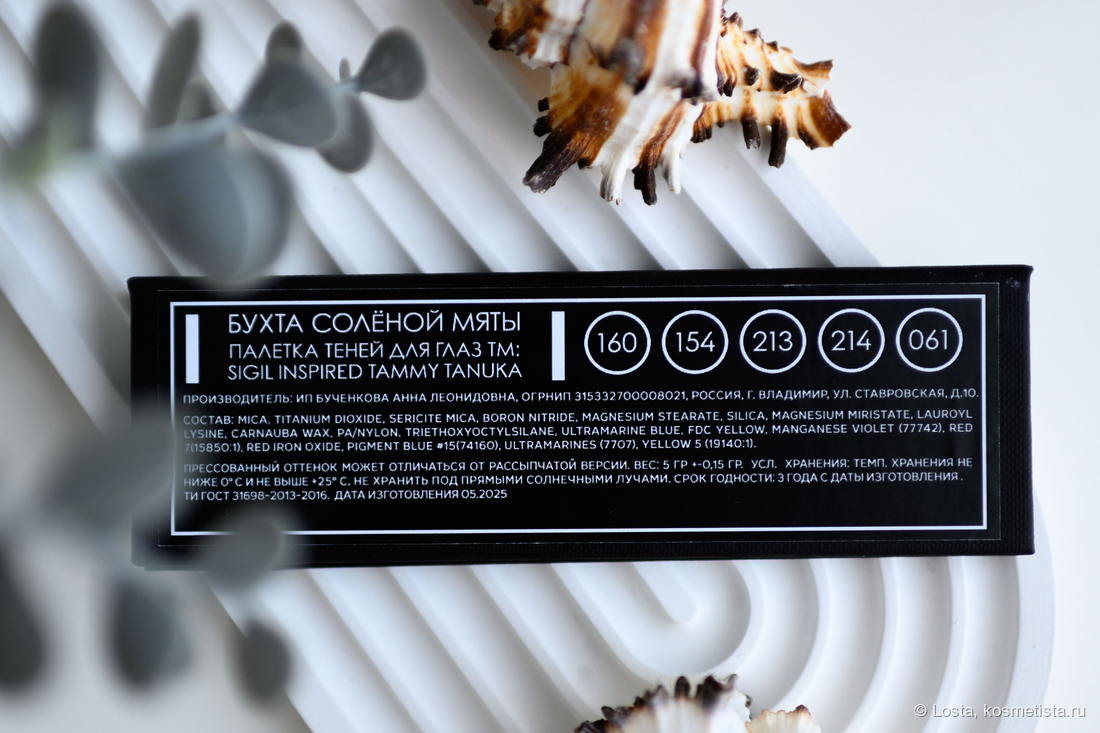 БУХТА СОЛЁНОЙ МЯТЫ
ПАЛЕТКА ТЕНЕЙ ДЛЯ ГЛАЗ ТМ:
SIGIL INSPIRED TAMMY TANUKA
160 154 213 214 061
ПРОИЗВОДИТЕЛЬ: ИП БУЧЕНКОВА АННА ЛЕОНИДОВНА, ОГРНИП 315332700008021, РОССИЯ, Г. ВЛАДИМИР, УЛ. СТАВРОВСКАЯ, Д.10.
СОСТАВ: MICA, TITANIUM DIOXIDE, SERICITE MICA, BORON NITRIDE, MAGNESIUM STEARATE, SILICA, MAGNESIUM MIRISTATE, LAUROYL
LYSINE, CARNAUBA WAX, PA/NYLON, TRIETHOXYOCTYLSILANE, ULTRAMARINE BLUE, FDC YELLOW, MANGANESE VIOLET (77742), RED
7(15850:1), RED IRON OXIDE, PIGMENT BLUE #15(74160), ULTRAMARINES (7707), YELLOW 5 (19140:1).
ПРЕССОВАННЫЙ ОТТЕНОК МОЖЕТ ОТЛИЧАТЬСЯ ОТ РАССЫПЧАТОЙ ВЕРСИИ. ВЕС: 5 ГР +-0,15 ГР. УСЛ. ХРАНЕНИЯ: ТЕМП. ХРАНЕНИЯ НЕ
НИЖЕ 0° С И НЕ ВЫШЕ +25° С. НЕ ХРАНИТЬ ПОД ПРЯМЫМИ СОЛНЕЧНЫМИ ЛУЧАМИ. СРОК ГОДНОСТИ: 3 ГОДА С ДАТЫ ИЗГОТОВЛЕНИЯ .
ТИ ГОСТ 31698-2013-2016. ДАТА ИЗГОТОВЛЕНИЯ 05.2025
© Losta, kosmetista.ru